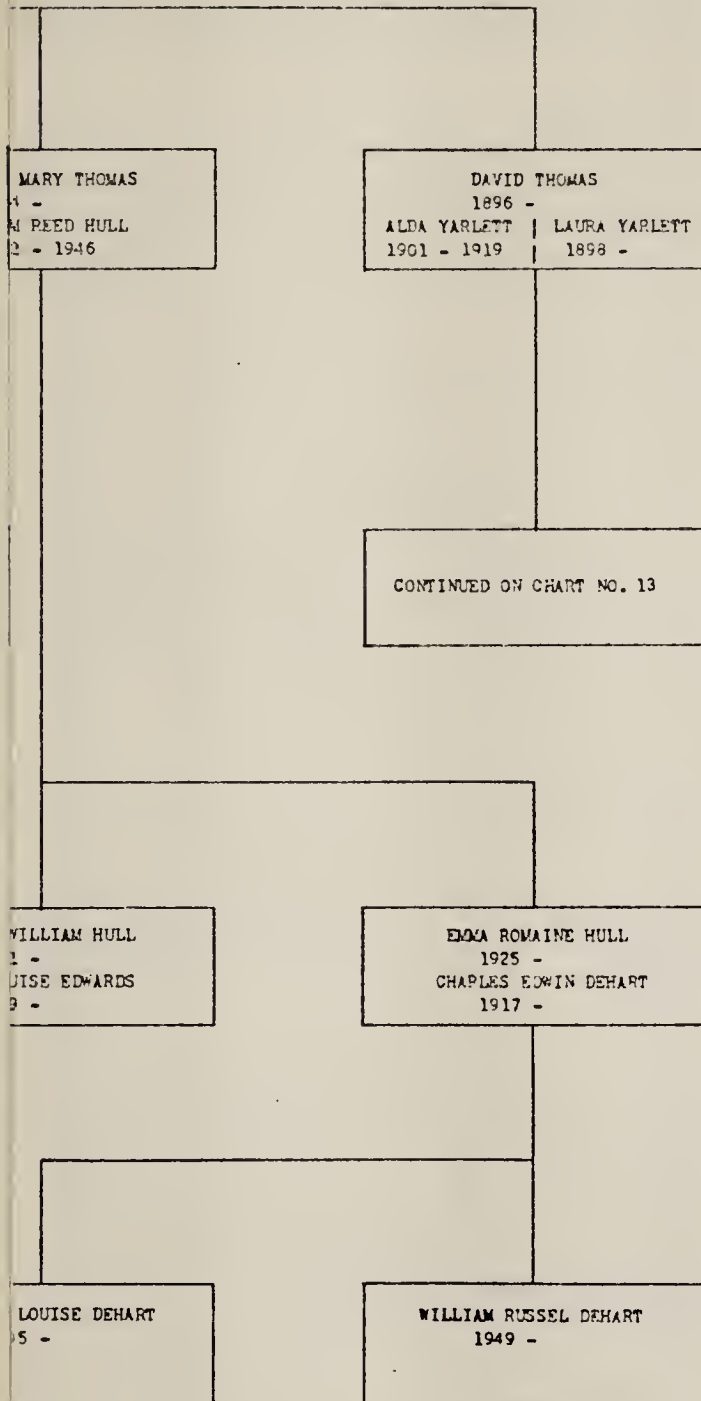 MARY THOMAS
-
REED HULL
- 1946
DAVID THOMAS
1896 -
ALDA YARLETT | LAURA YARLETT
1901 - 1919 | 1898 -
CONTINUED ON CHART NO. 13
WILLIAM HULL
-
EDWARDS
-
EMMA ROMAINE HULL
1925 -
CHARLES EDWIN DEHART
1917 -
LOUISE DEHART
5 -
WILLIAM RUSSEL DEHART
1949 -